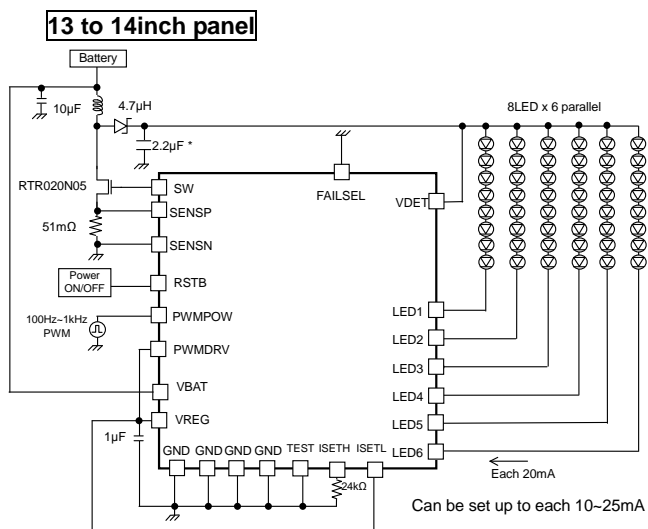 13 to 14inch panel
Battery
10µF
4.7µH
2.2µF *
8LED x 6 parallel
RTR020N05
FAILSEL
SW
VDET
SENSP
51mΩ
SENSN
Power
ON/OFF
RSTB
LED1
100Hz~1kHz
PWM
PWMPOW
LED2
PWMDRV
LED3
VBAT
LED4
VREG
LED5
1µF
GND GND GND GND TEST ISETH ISETL
LED6
24kΩ
Each 20mA
Can be set up to each 10~25mA